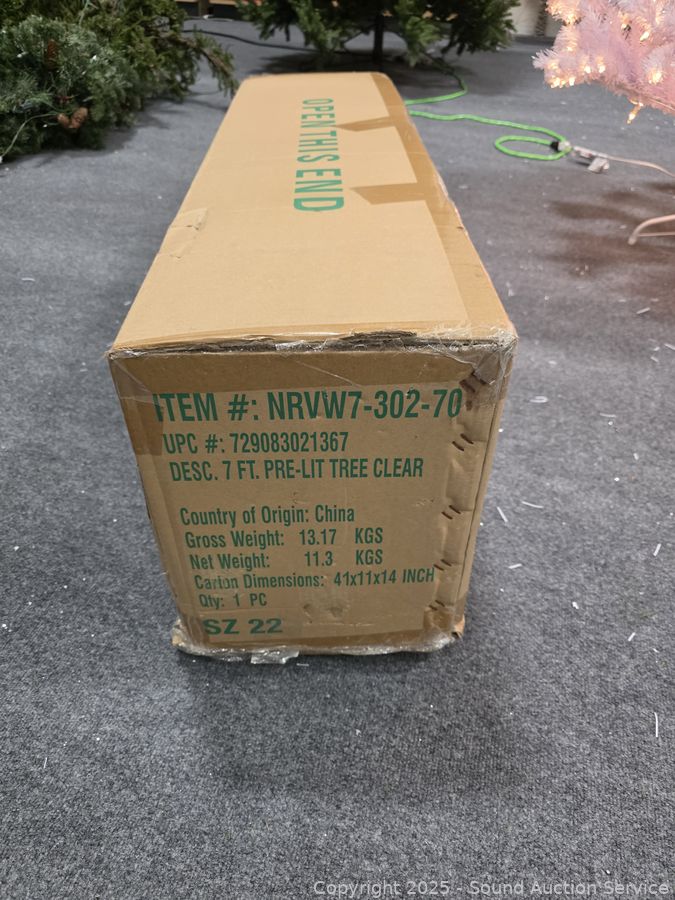 OPEN THIS END
ITEM #: NRVW7-302-70
UPC #: 729083021367
DESC. 7 FT. PRE-LIT TREE CLEAR
Country of Origin: China
Gross Weight: 13.17 KGS
Net Weight: 11.3 KGS
Carton Dimensions: 41x11x14 INCH
Qty: 1 PC
SZ 22
Copyright 2025 - Sound Auction Service